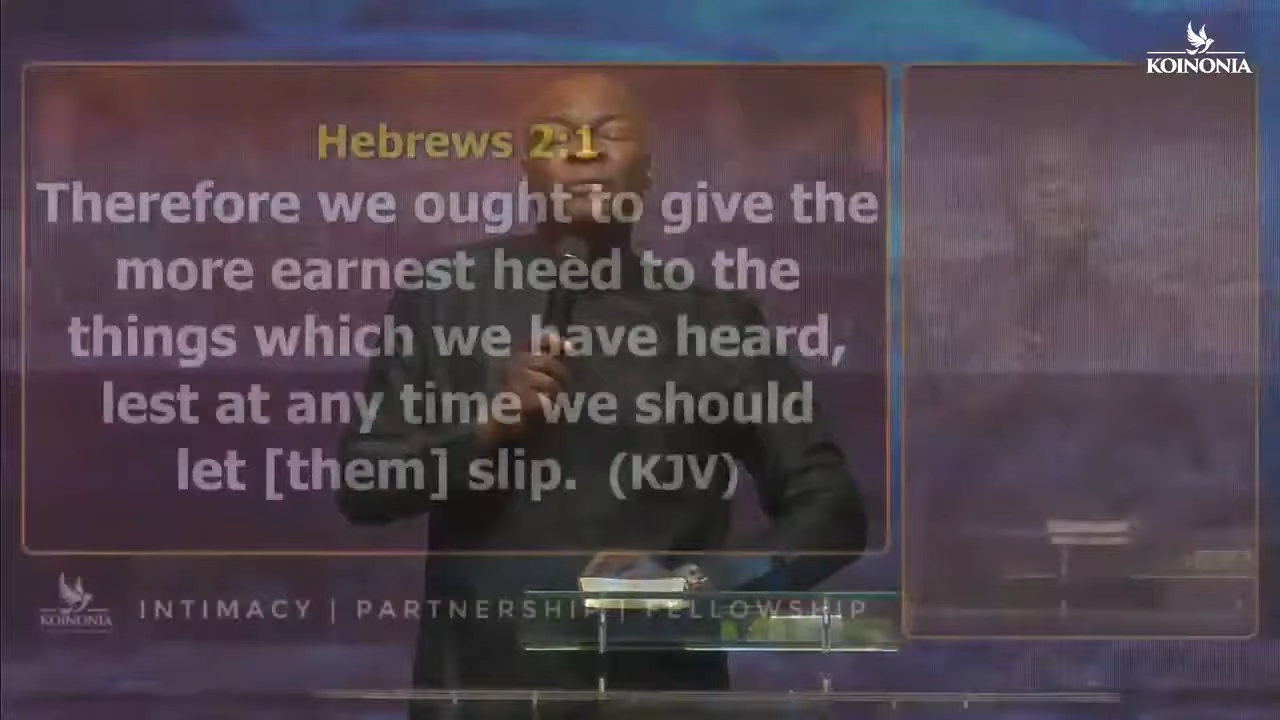 KOINONIA
Hebrews 2:1
Therefore we ought to give the
more earnest heed to the
things which we have heard,
lest at any time we should
let [them] slip. (KJV)
KOINONIA
INTIMACY | PARTNERSHIP | FELLOWSHIP